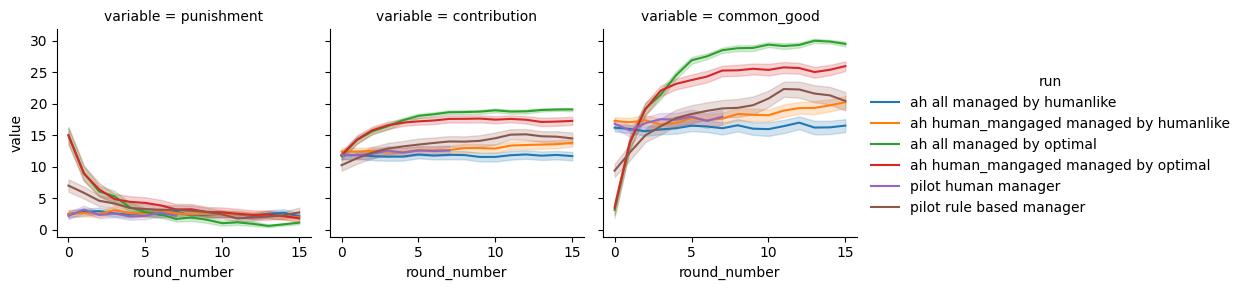 variable = punishment
variable = contribution
variable = common_good
30
25
20
15
10
5
0
value
0 5 10 15
0 5 10 15
0 5 10 15
round_number
round_number
round_number
run
ah all managed by humanlike
ah human_mangaged managed by humanlike
ah all managed by optimal
ah human_mangaged managed by optimal
pilot human manager
pilot rule based manager